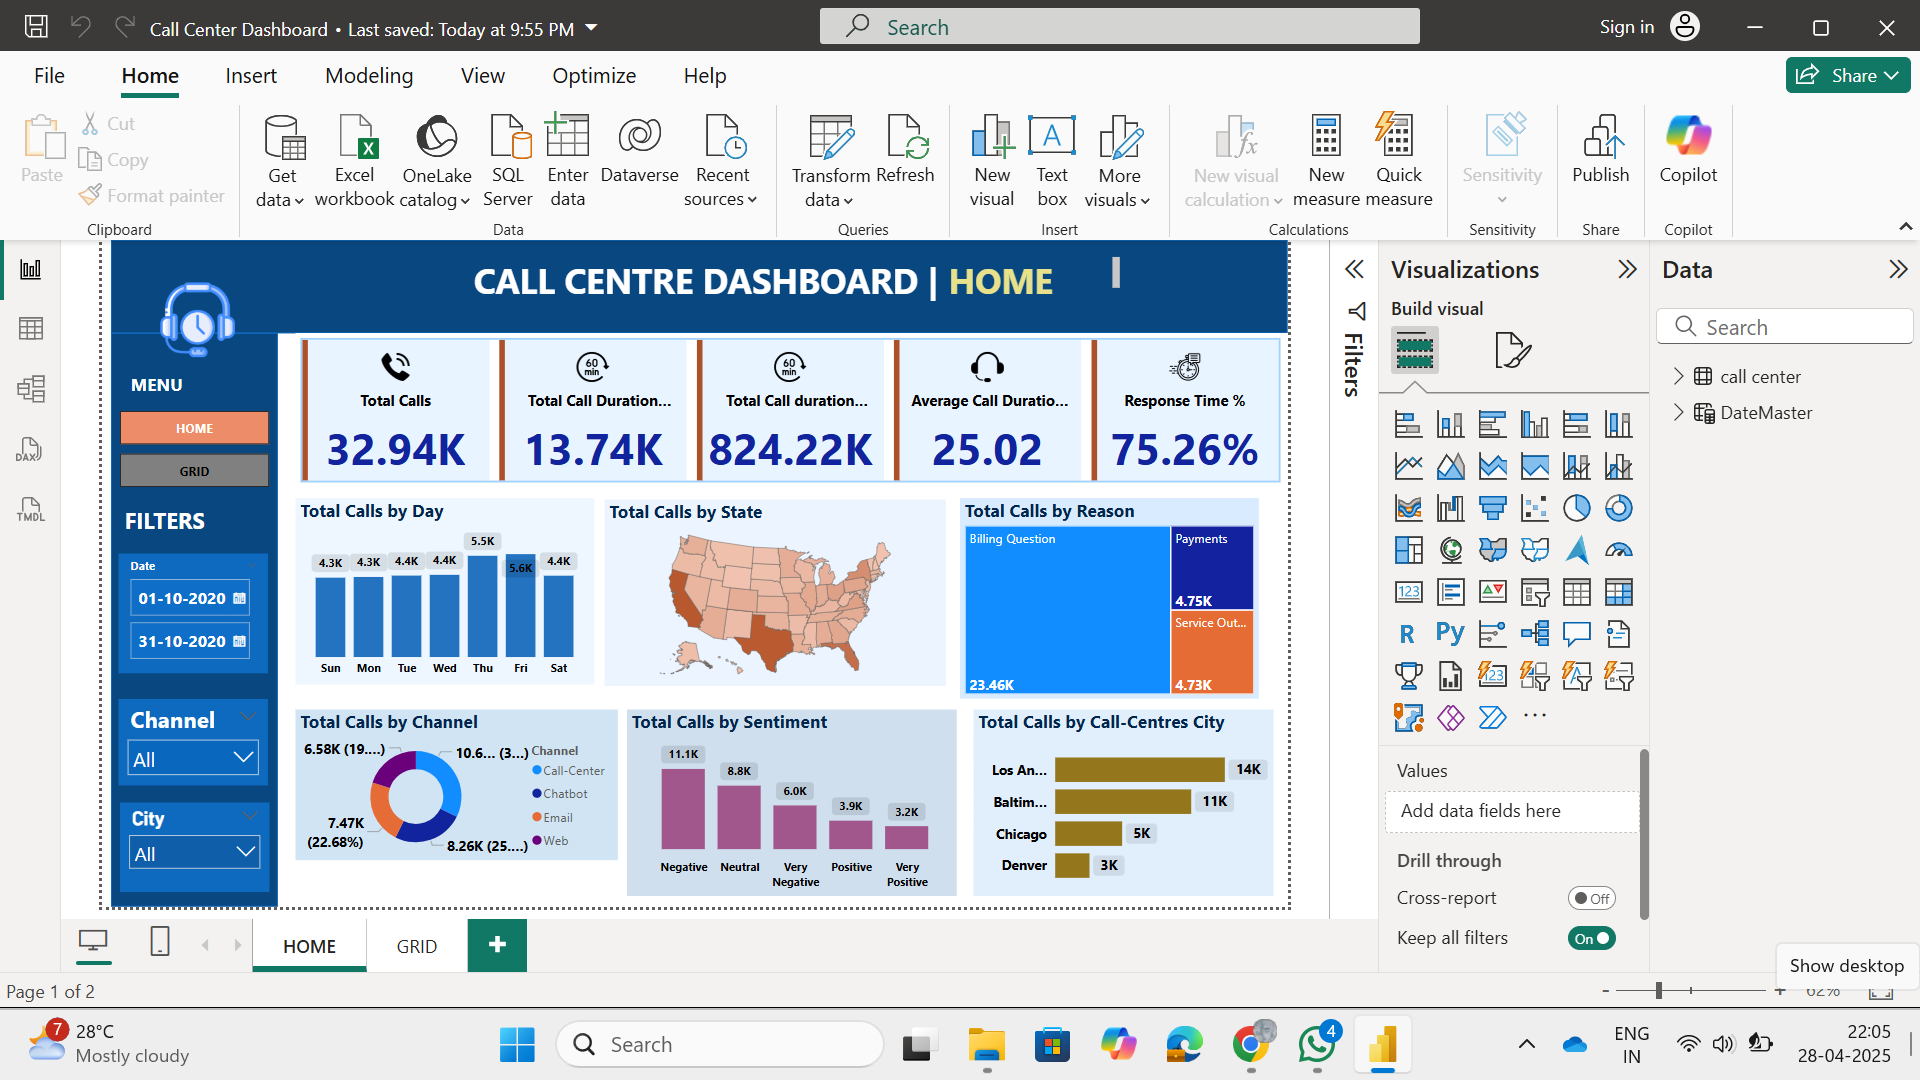 Call Center Dashboard • Last saved: Today at 9:55 PM
Search
Sign in
File Home Insert Modeling View Optimize Help
Share
Paste
Cut
Copy
Format painter
Clipboard
Get data
Excel workbook
OneLake catalog
SQL Server
Enter data
Dataverse
Recent sources
Data
Transform data
Refresh
Queries
New visual
Text box
More visuals
Insert
New visual calculation
New measure
Quick measure
Calculations
Sensitivity
Sensitivity
Publish
Share
Copilot
Copilot
DAX
TMDL
CALL CENTRE DASHBOARD | HOME
MENU
HOME
GRID
FILTERS
Date
01-10-2020
31-10-2020
Channel
All
City
All
Total Calls
32.94K
60 min
Total Call Duration...
13.74K
60 min
Total Call duration...
824.22K
Average Call Duratio...
25.02
Response Time %
75.26%
Total Calls by Day
4.3K 4.3K 4.4K 4.4K 5.5K 5.6K 4.4K
Sun Mon Tue Wed Thu Fri Sat
Total Calls by State
Total Calls by Reason
Billing Question
23.46K
Payments
4.75K
Service Out...
4.73K
Total Calls by Channel
6.58K (19....)
10.6... (3...)
7.47K
(22.68%)
8.26K (25....)
Channel
Call-Center
Chatbot
Email
Web
Total Calls by Sentiment
11.1K 8.8K 6.0K 3.9K 3.2K
Negative Neutral Very Negative Positive Very Positive
Total Calls by Call-Centres City
Los An... 14K
Baltim... 11K
Chicago 5K
Denver 3K
Filters
Visualizations
Build visual
123
R Py
123
Values
Add data fields here
Drill through
Cross-report Off
Keep all filters On
Data
Search
call center
DateMaster
Show desktop
HOME GRID +
Page 1 of 2
- + 62%
7
28°C
Mostly cloudy
Search
4
ENG
IN
22:05
28-04-2025